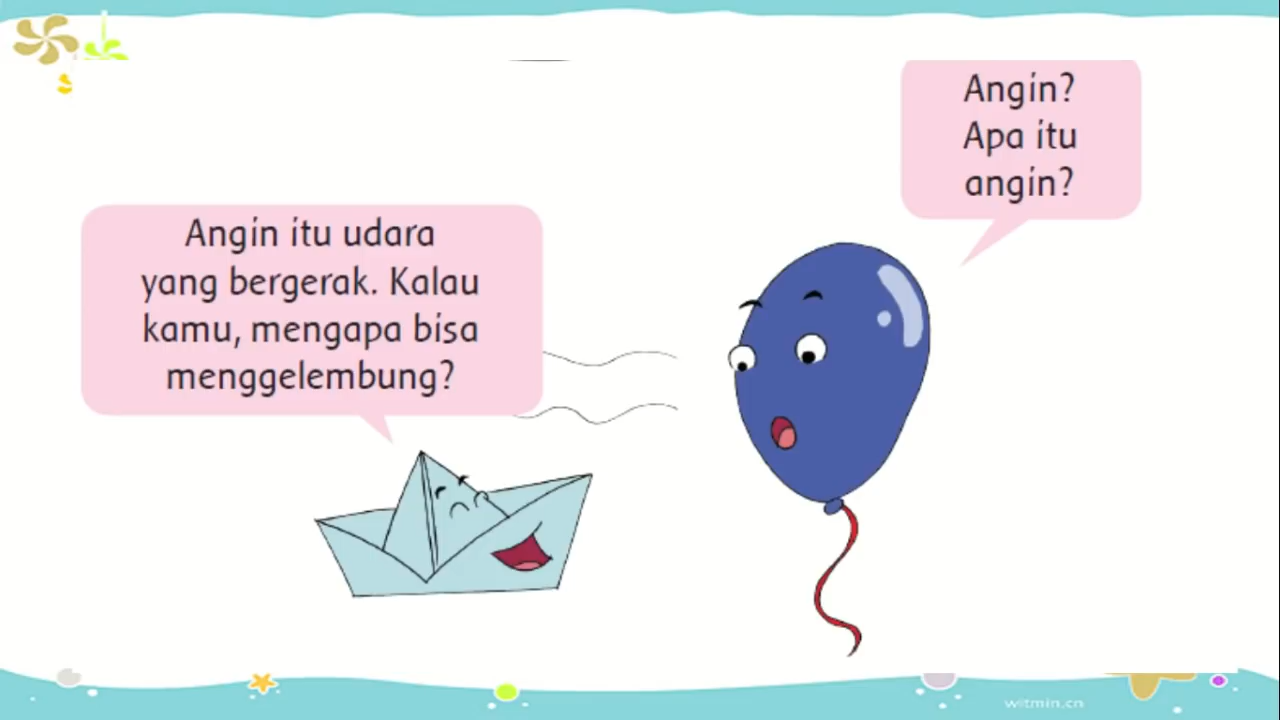 Angin?
Apa itu
angin?
Angin itu udara
yang bergerak. Kalau
kamu, mengapa bisa
menggelembung?
witmin.cn